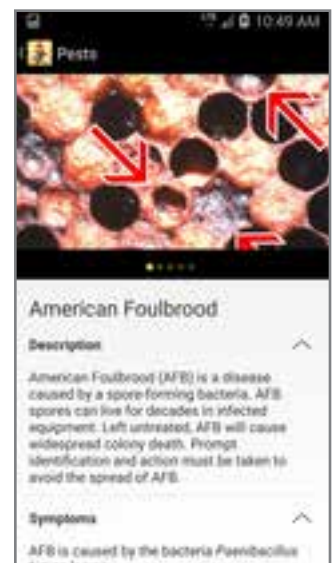 LTE 10:49 AM
Pests
American Foulbrood
Description
American Foulbrood (AFB) is a disease
caused by a spore-forming bacteria. AFB
spores can live for decades in infected
equipment. Left untreated, AFB will cause
widespread colony death. Prompt
identification and action must be taken to
avoid the spread of AFB.
Symptoms
AFB is caused by the bacteria Paenibacillus